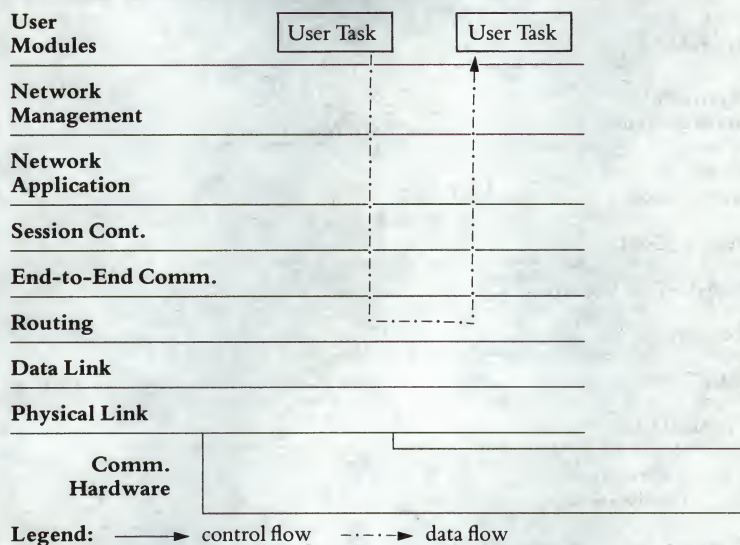 User
Modules
User Task
User Task
Network
Management
Network
Application
Session Cont.
End-to-End Comm.
Routing
Data Link
Physical Link
Comm.
Hardware
Legend: control flow data flow